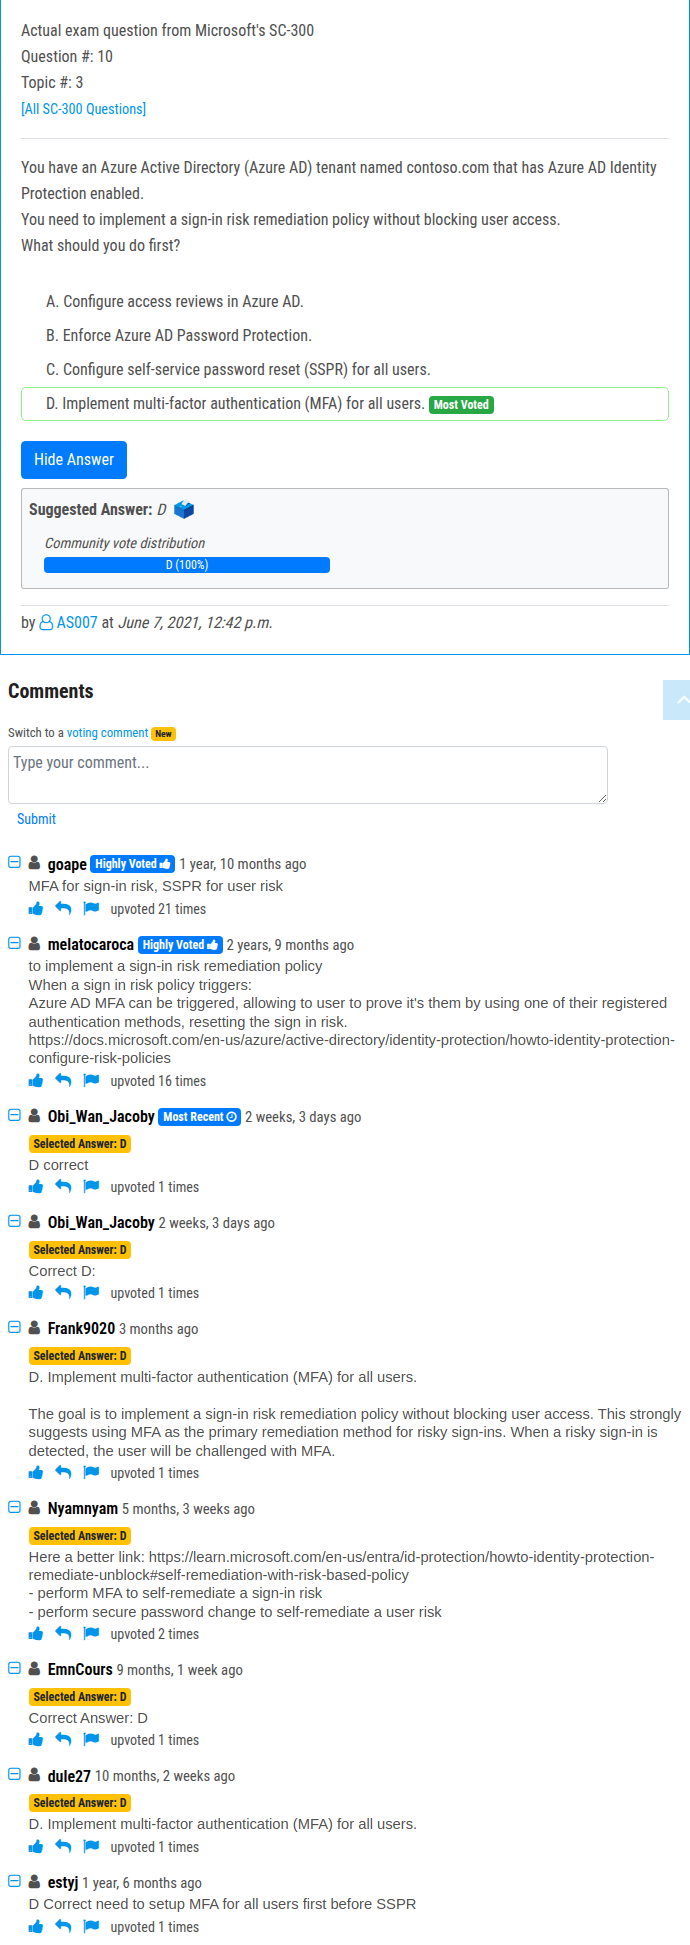 Actual exam question from Microsoft's SC-300
Question #: 10
Topic #: 3
[All SC-300 Questions]
You have an Azure Active Directory (Azure AD) tenant named contoso.com that has Azure AD Identity
Protection enabled.
You need to implement a sign-in risk remediation policy without blocking user access.
What should you do first?
A. Configure access reviews in Azure AD.
B. Enforce Azure AD Password Protection.
C. Configure self-service password reset (SSPR) for all users.
D. Implement multi-factor authentication (MFA) for all users. Most Voted
Hide Answer
Suggested Answer: D
Community vote distribution
D (100%)
by AS007 at June 7, 2021, 12:42 p.m.
Comments
Switch to a voting comment New
Type your comment...
Submit
goape Highly Voted 1 year, 10 months ago
MFA for sign-in risk, SSPR for user risk
upvoted 21 times
melatocaroca Highly Voted 2 years, 9 months ago
to implement a sign-in risk remediation policy
When a sign in risk policy triggers:
Azure AD MFA can be triggered, allowing to user to prove it's them by using one of their registered
authentication methods, resetting the sign in risk.
https://docs.microsoft.com/en-us/azure/active-directory/identity-protection/howto-identity-protection-
configure-risk-policies
upvoted 16 times
Obi_Wan_Jacoby Most Recent 2 weeks, 3 days ago
Selected Answer: D
D correct
upvoted 1 times
Obi_Wan_Jacoby 2 weeks, 3 days ago
Selected Answer: D
Correct D:
upvoted 1 times
Frank9020 3 months ago
Selected Answer: D
D. Implement multi-factor authentication (MFA) for all users.
The goal is to implement a sign-in risk remediation policy without blocking user access. This strongly
suggests using MFA as the primary remediation method for risky sign-ins. When a risky sign-in is
detected, the user will be challenged with MFA.
upvoted 1 times
Nyamnyam 5 months, 3 weeks ago
Selected Answer: D
Here a better link: https://learn.microsoft.com/en-us/entra/id-protection/howto-identity-protection-
remediate-unblock#self-remediation-with-risk-based-policy
- perform MFA to self-remediate a sign-in risk
- perform secure password change to self-remediate a user risk
upvoted 2 times
EmnCours 9 months, 1 week ago
Selected Answer: D
Correct Answer: D
upvoted 1 times
dule27 10 months, 2 weeks ago
Selected Answer: D
D. Implement multi-factor authentication (MFA) for all users.
upvoted 1 times
estyj 1 year, 6 months ago
D Correct need to setup MFA for all users first before SSPR
upvoted 1 times